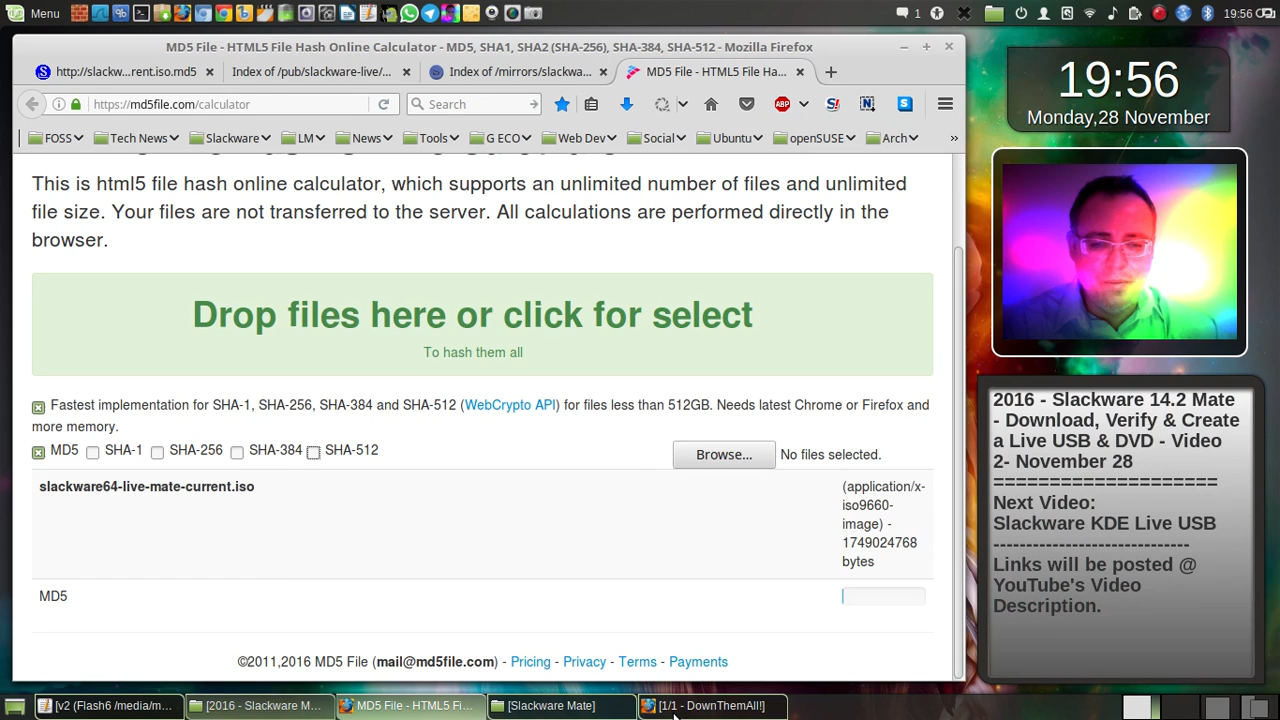 Menu
1
19:56
MD5 File - HTML5 File Hash Online Calculator - MD5, SHA1, SHA2 (SHA-256), SHA-384, SHA-512 - Mozilla Firefox
http://slackw...rent.iso.md5
Index of /pub/slackware-live/...
Index of /mirrors/slackwa...
MD5 File - HTML5 File Ha...
https://md5file.com/calculator
Search
ABP
FOSS
Tech News
Slackware
LM
News
Tools
G ECO
Web Dev
Social
Ubuntu
openSUSE
Arch
»
This is html5 file hash online calculator, which supports an unlimited number of files and unlimited
file size. Your files are not transferred to the server. All calculations are performed directly in the
browser.
Drop files here or click for select
To hash them all
Fastest implementation for SHA-1, SHA-256, SHA-384 and SHA-512 (WebCrypto API) for files less than 512GB. Needs latest Chrome or Firefox and
more memory.
MD5 SHA-1 SHA-256 SHA-384 SHA-512
Browse... No files selected.
slackware64-live-mate-current.iso
(application/x-
iso9660-
image) -
1749024768
bytes
MD5
©2011,2016 MD5 File (mail@md5file.com) - Pricing - Privacy - Terms - Payments
19:56
Monday,28 November
2016 - Slackware 14.2 Mate
- Download, Verify & Create
a Live USB & DVD - Video
2- November 28
====================
Next Video:
Slackware KDE Live USB
----------------------------
Links will be posted @
YouTube's Video
Description.
[v2 (Flash6 /media/m...
[2016 - Slackware M...
MD5 File - HTML5 Fi...
[Slackware Mate]
[1/1 - DownThemAll!]